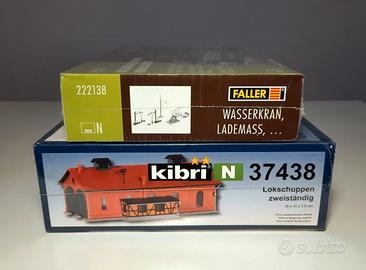 222138
N
FALLER
WASSERKRAN,
LADEMASS, ...
kibri N 37438
Lokschuppen
zweiständig
subito